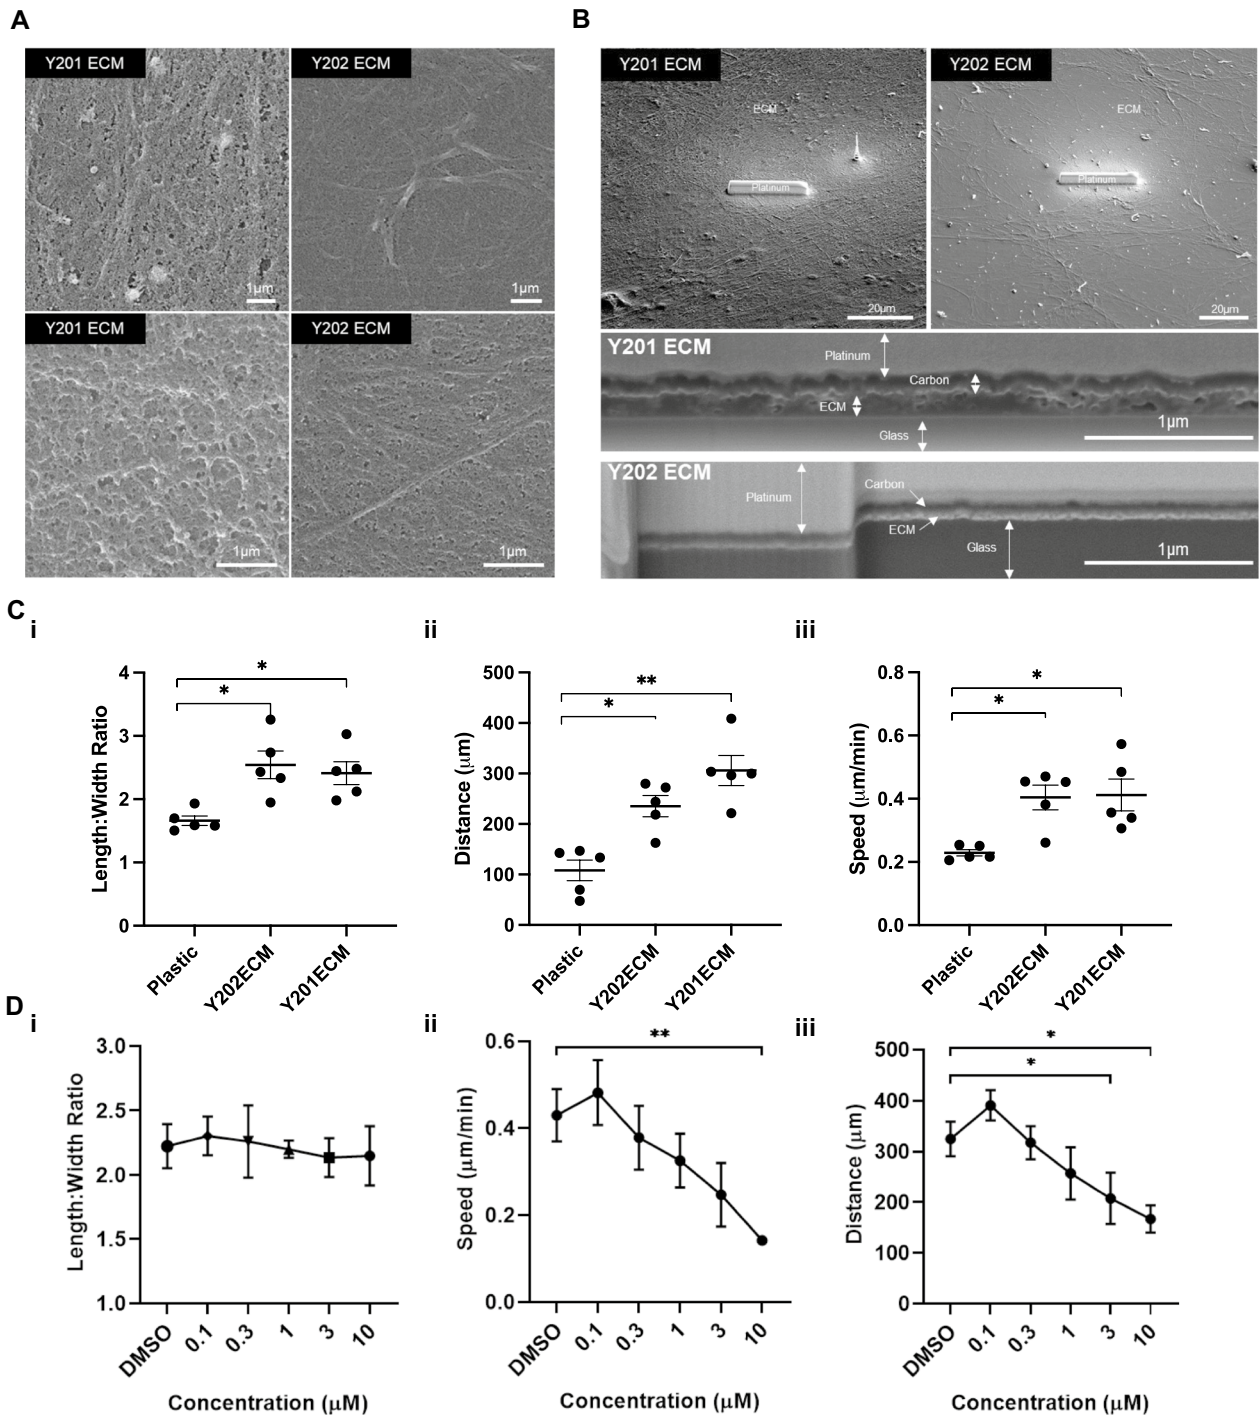 A
B
Y201 ECM
Y202 ECM
1µm
1µm
Y201 ECM
Y202 ECM
1µm
1µm
Y201 ECM
Y202 ECM
ECM
ECM
Platinum
Platinum
20µm
20µm
Y201 ECM
Platinum
Carbon
ECM
Glass
1µm
Y202 ECM
Platinum
Carbon
ECM
Glass
1µm
C
i
Length:Width Ratio
4
3
2
1
0
*
*
Plastic
Y202ECM
Y201ECM
ii
Distance (µm)
500
400
300
200
100
0
**
*
Plastic
Y202ECM
Y201ECM
iii
Speed (µm/min)
0.8
0.6
0.4
0.2
0.0
*
*
Plastic
Y202ECM
Y201ECM
D
i
Length:Width Ratio
3.0
2.5
2.0
1.5
1.0
DMSO
0.1
0.3
1
3
10
Concentration (µM)
ii
Speed (µm/min)
0.6
0.4
0.2
0.0
**
DMSO
0.1
0.3
1
3
10
Concentration (µM)
iii
Distance (µm)
500
400
300
200
100
0
*
*
DMSO
0.1
0.3
1
3
10
Concentration (µM)